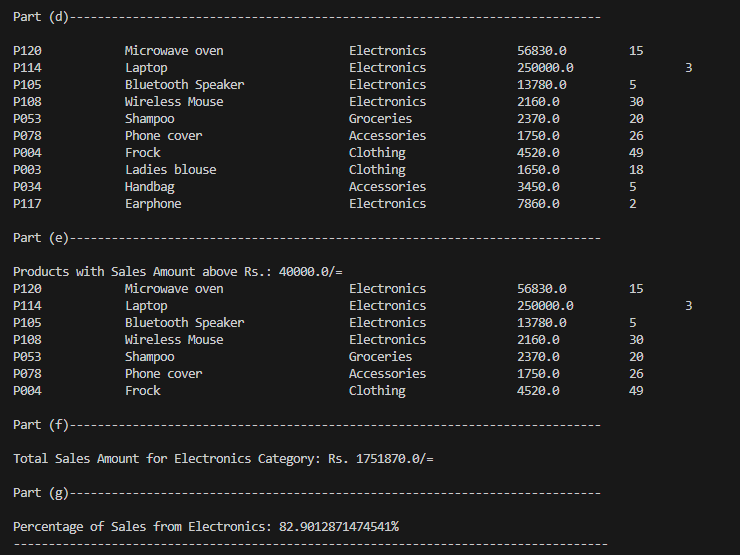 Part (d)----------------------------------------------------------------------------
P120 Microwave oven Electronics 56830.0 15
P114 Laptop Electronics 250000.0 3
P105 Bluetooth Speaker Electronics 13780.0 5
P108 Wireless Mouse Electronics 2160.0 30
P053 Shampoo Groceries 2370.0 20
P078 Phone cover Accessories 1750.0 26
P004 Frock Clothing 4520.0 49
P003 Ladies blouse Clothing 1650.0 18
P034 Handbag Accessories 3450.0 5
P117 Earphone Electronics 7860.0 2
Part (e)----------------------------------------------------------------------------
Products with Sales Amount above Rs.: 40000.0/=
P120 Microwave oven Electronics 56830.0 15
P114 Laptop Electronics 250000.0 3
P105 Bluetooth Speaker Electronics 13780.0 5
P108 Wireless Mouse Electronics 2160.0 30
P053 Shampoo Groceries 2370.0 20
P078 Phone cover Accessories 1750.0 26
P004 Frock Clothing 4520.0 49
Part (f)----------------------------------------------------------------------------
Total Sales Amount for Electronics Category: Rs. 1751870.0/=
Part (g)----------------------------------------------------------------------------
Percentage of Sales from Electronics: 82.9012871474541%
-------------------------------------------------------------------------------------